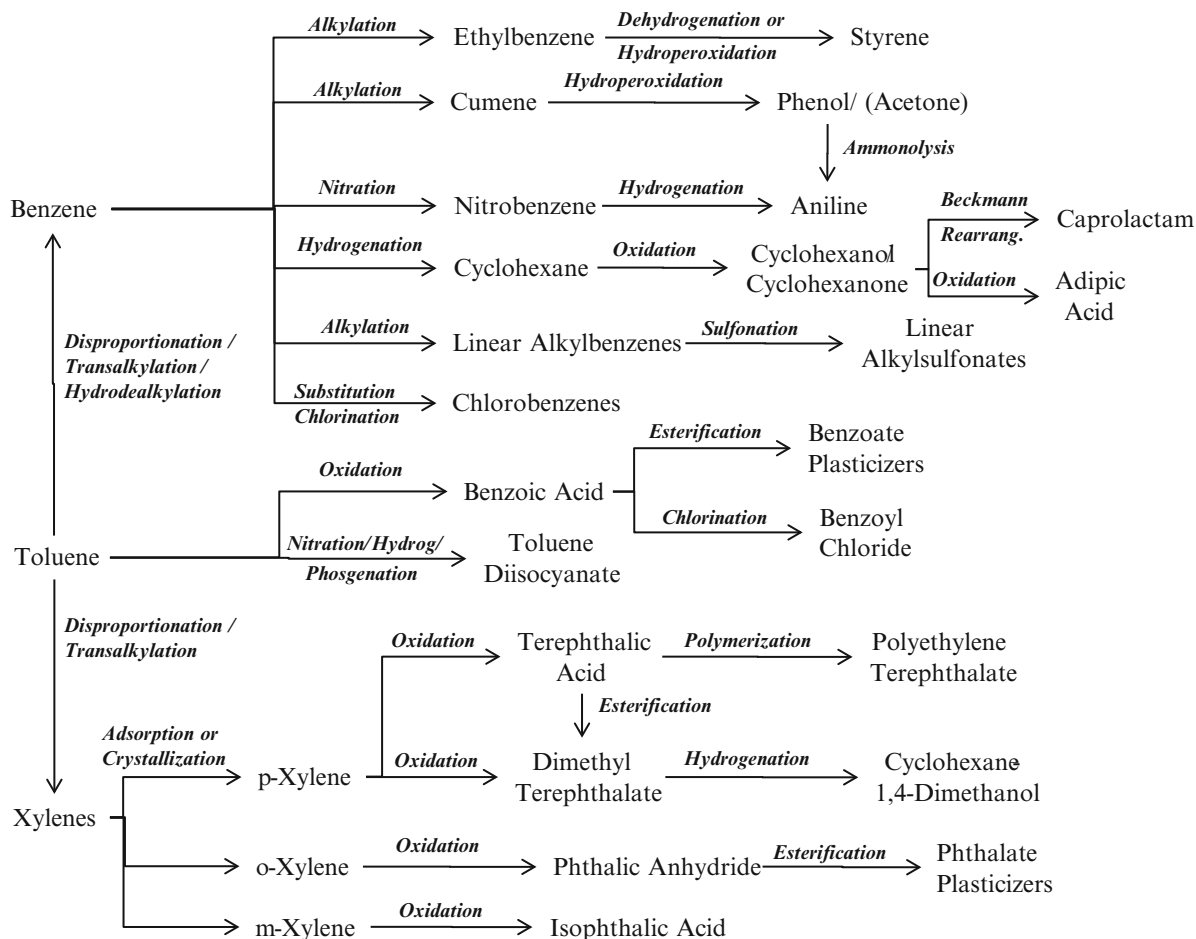 Alkylation
Ethylbenzene
Dehydrogenation or
Hydroperoxidation
Styrene
Alkylation
Cumene
Hydroperoxidation
Phenol/ (Acetone)
Ammonolysis
Benzene
Nitration
Nitrobenzene
Hydrogenation
Aniline
Hydrogenation
Cyclohexane
Oxidation
Cyclohexanol/
Cyclohexanone
Beckmann
Rearrang.
Caprolactam
Oxidation
Adipic
Acid
Alkylation
Linear Alkylbenzenes
Sulfonation
Linear
Alkylsulfonates
Disproportionation /
Transalkylation /
Hydrodealkylation
Substitution
Chlorination
Chlorobenzenes
Toluene
Oxidation
Benzoic Acid
Esterification
Benzoate
Plasticizers
Chlorination
Benzoyl
Chloride
Nitration/Hydrog/
Phosgenation
Toluene
Diisocyanate
Disproportionation /
Transalkylation
Xylenes
Adsorption or
Crystallization
p-Xylene
Oxidation
Terephthalic
Acid
Polymerization
Polyethylene
Terephthalate
Esterification
Oxidation
Dimethyl
Terephthalate
Hydrogenation
Cyclohexane-
1,4-Dimethanol
o-Xylene
Oxidation
Phthalic Anhydride
Esterification
Phthalate
Plasticizers
m-Xylene
Oxidation
Isophthalic Acid